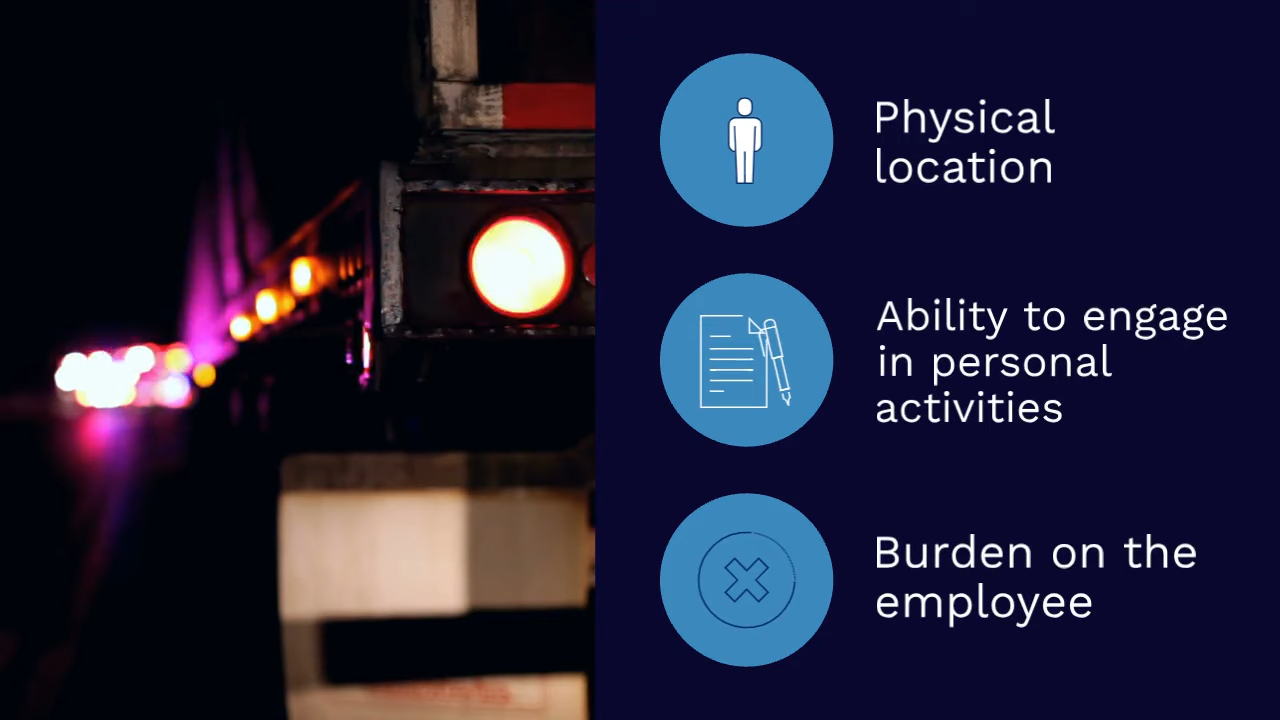 Physical
location
Ability to engage
in personal
activities
Burden on the
employee